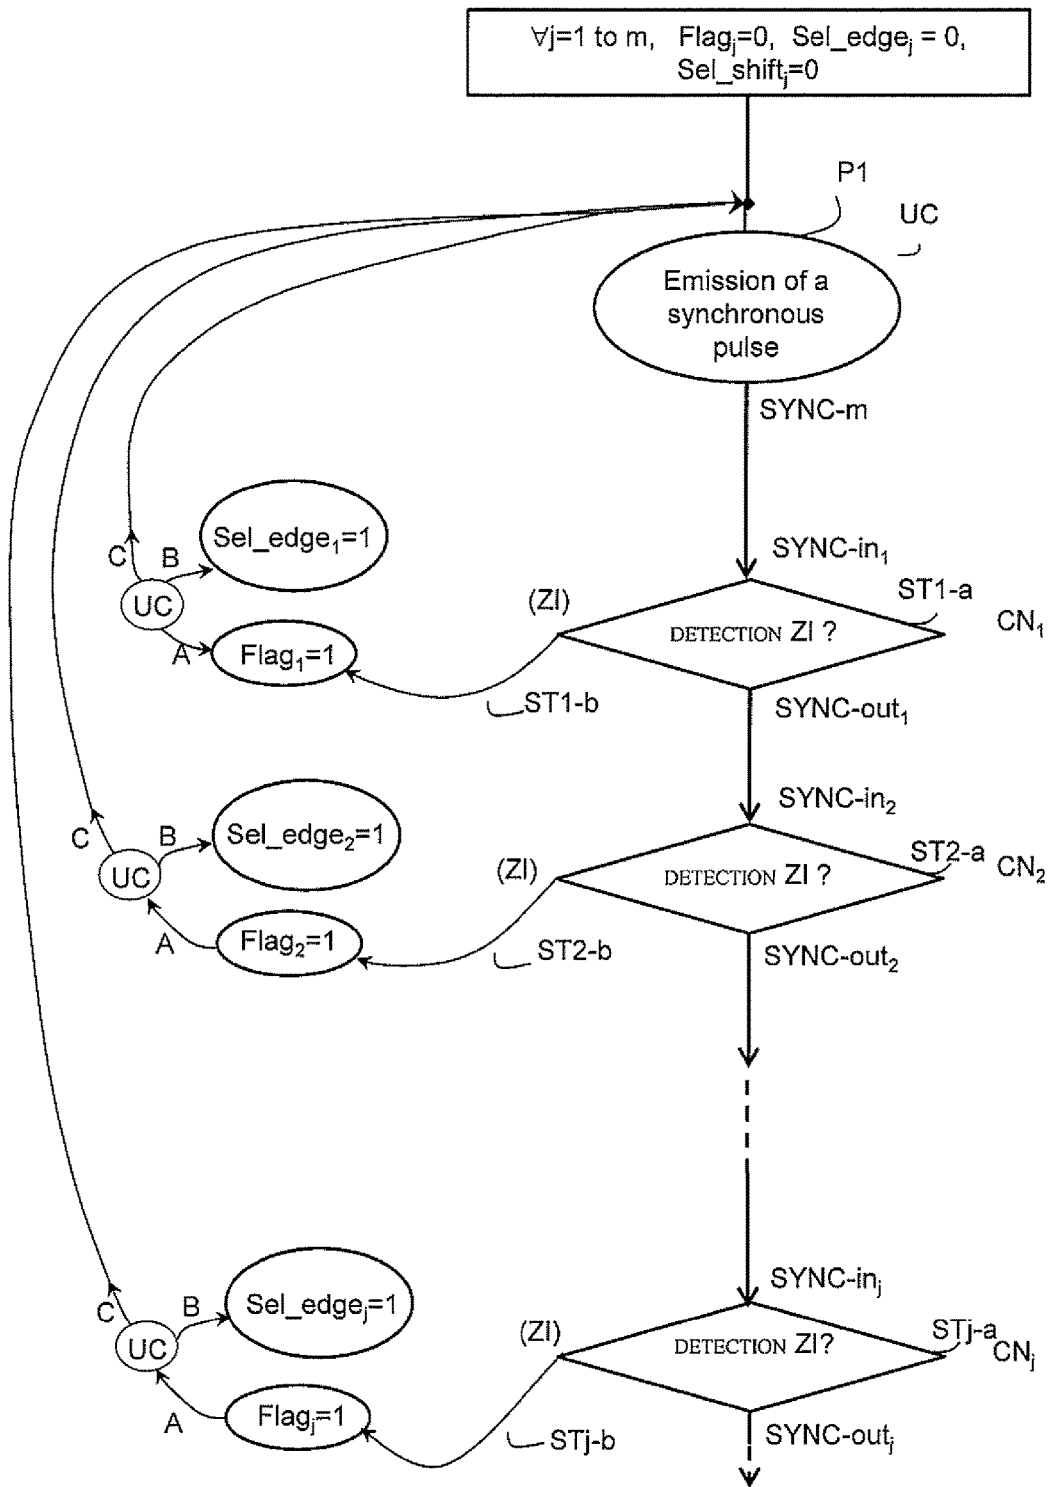 ∀j=1 to m, Flagⱼ=0, Sel_edgeⱼ = 0,
Sel_shiftⱼ=0
P1
UC
Emission of a
synchronous
pulse
SYNC-m
SYNC-in₁
Sel_edge₁=1
C
B
UC
A
Flag₁=1
(ZI)
DETECTION ZI ?
ST1-a
CN₁
ST1-b
SYNC-out₁
SYNC-in₂
Sel_edge₂=1
C
B
UC
A
Flag₂=1
(ZI)
DETECTION ZI ?
ST2-a
CN₂
ST2-b
SYNC-out₂
SYNC-inⱼ
Sel_edgeⱼ=1
C
B
UC
A
Flagⱼ=1
(ZI)
DETECTION ZI?
STj-a
CNⱼ
STj-b
SYNC-outⱼ